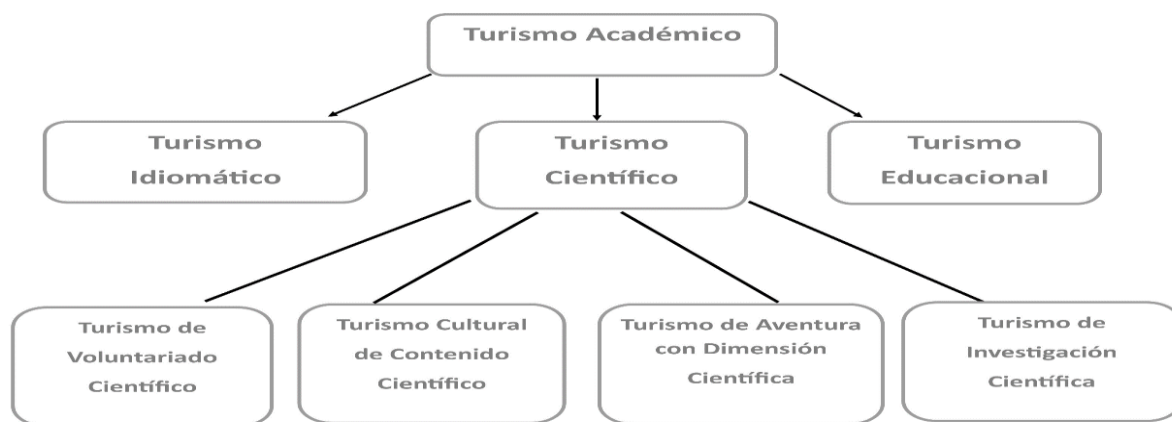 Turismo Académico
Turismo
Idiomático
Turismo
Científico
Turismo
Educacional
Turismo de
Voluntariado
Científico
Turismo Cultural
de Contenido
Científico
Turismo de Aventura
con Dimensión
Científica
Turismo de
Investigación
Científica